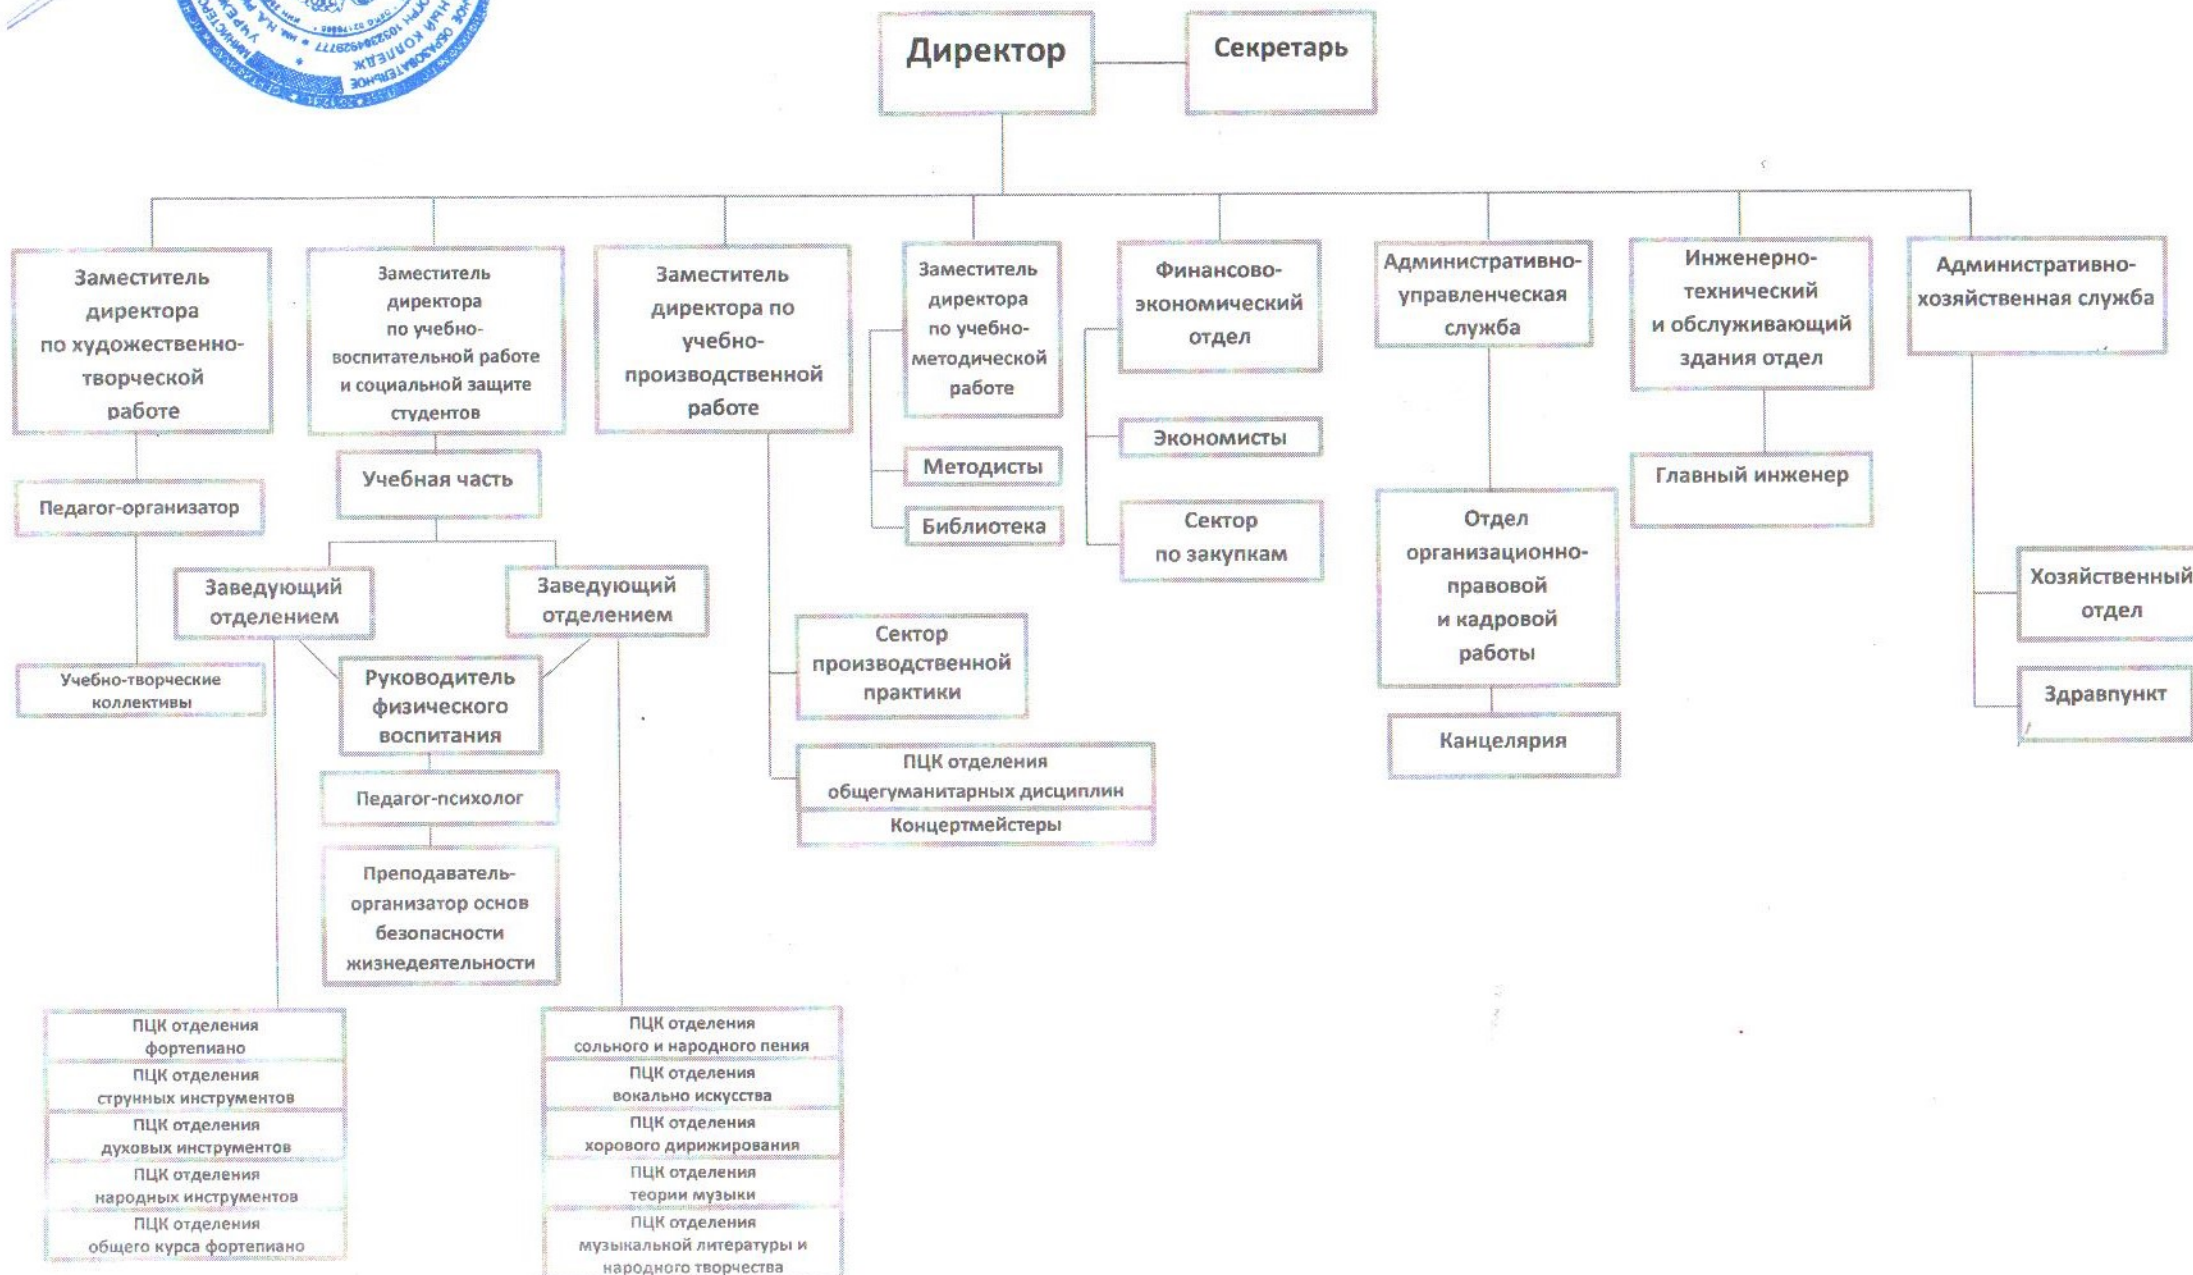 Директор
Секретарь
Заместитель
директора
по художественно-
творческой
работе
Заместитель
директора
по учебно-
воспитательной работе
и социальной защите
студентов
Заместитель
директора по
учебно-
производственной
работе
Заместитель
директора
по учебно-
методической
работе
Финансово-
экономический
отдел
Административно-
управленческая
служба
Инженерно-
технический
и обслуживающий
здания отдел
Административно-
хозяйственная служба
Педагог-организатор
Учебно-творческие
коллективы
Учебная часть
Заведующий
отделением
Заведующий
отделением
Руководитель
физического
воспитания
Педагог-психолог
Преподаватель-
организатор основ
безопасности
жизнедеятельности
Методисты
Библиотека
Экономисты
Сектор
по закупкам
Сектор
производственной
практики
ПЦК отделения
общегуманитарных дисциплин
Концертмейстеры
Отдел
организационно-
правовой
и кадровой
работы
Канцелярия
Главный инженер
Хозяйственный
отдел
Здравпункт
ПЦК отделения
фортепиано
ПЦК отделения
струнных инструментов
ПЦК отделения
духовых инструментов
ПЦК отделения
народных инструментов
ПЦК отделения
общего курса фортепиано
ПЦК отделения
сольного и народного пения
ПЦК отделения
вокально искусства
ПЦК отделения
хорового дирижирования
ПЦК отделения
теории музыки
ПЦК отделения
музыкальной литературы и
народного творчества